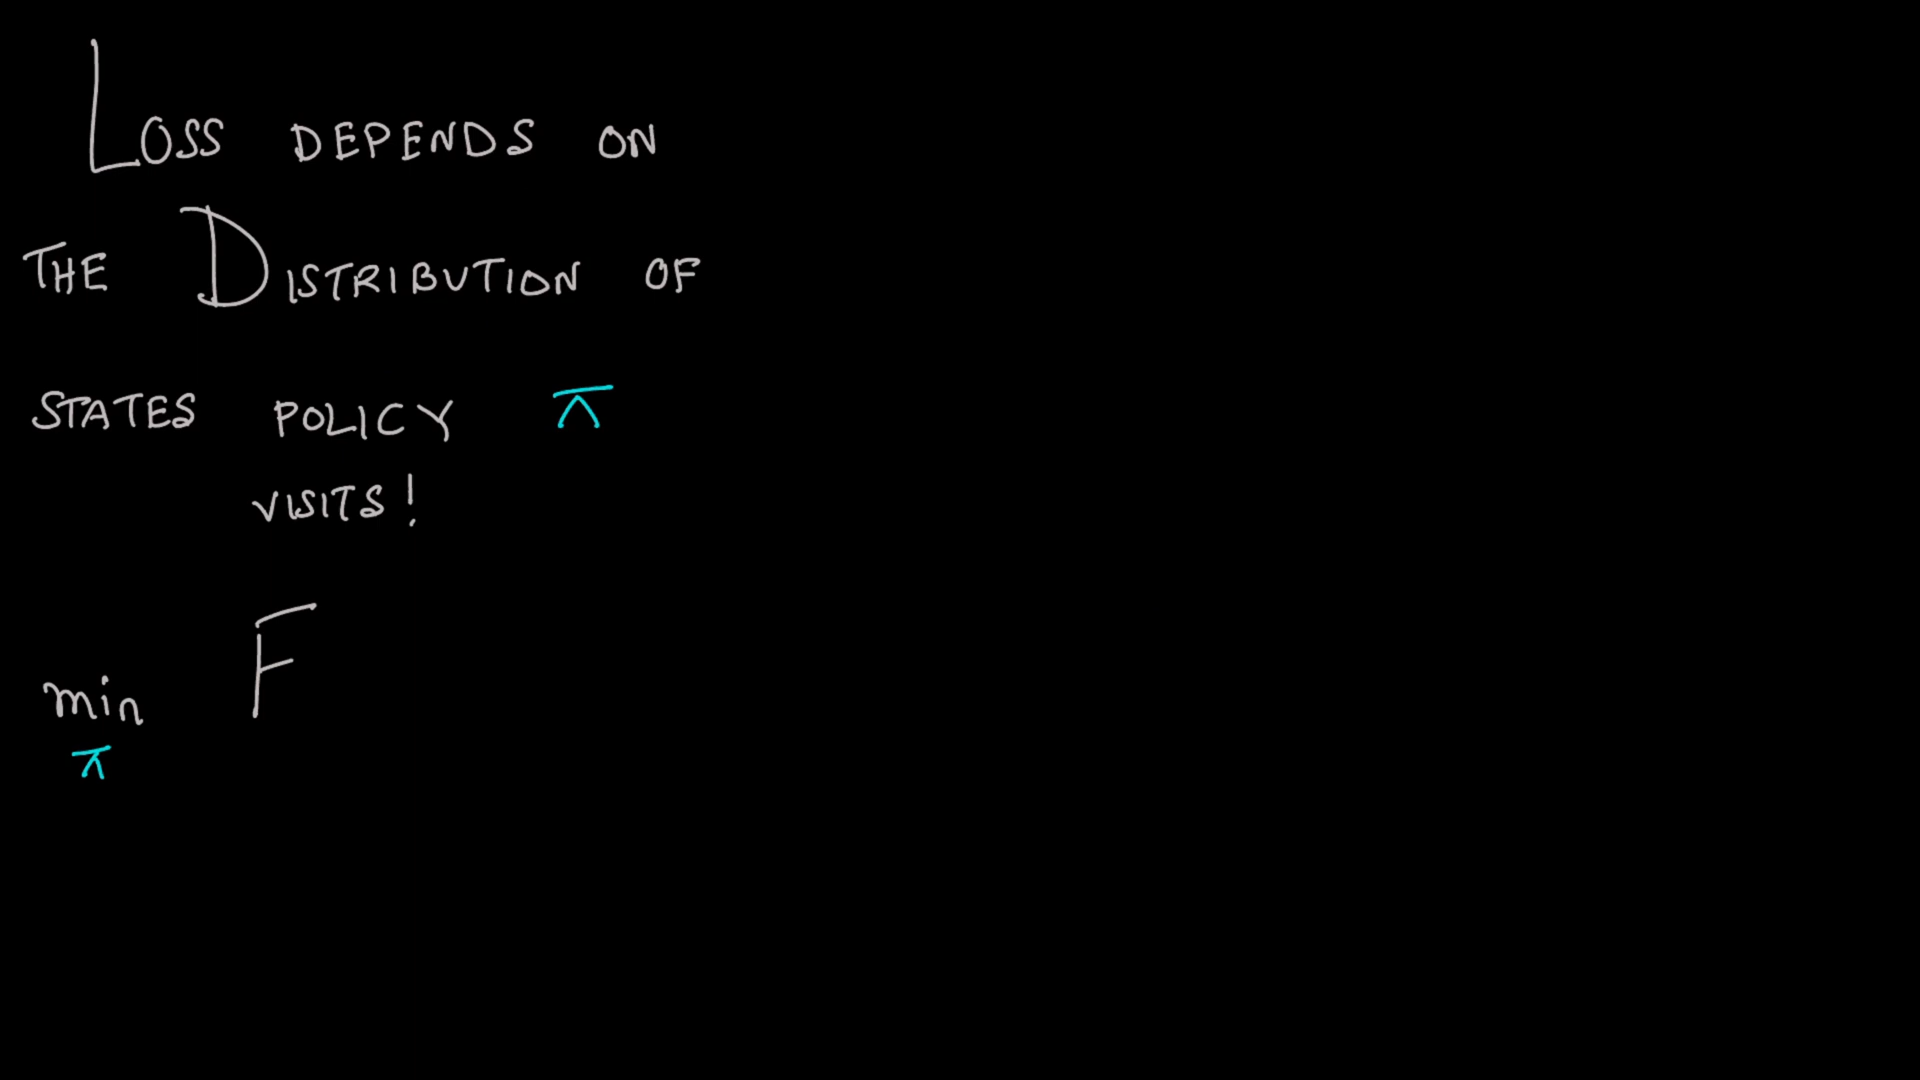 LOSS DEPENDS ON
THE DISTRIBUTION OF
STATES POLICY π
VISITS!
min F
π